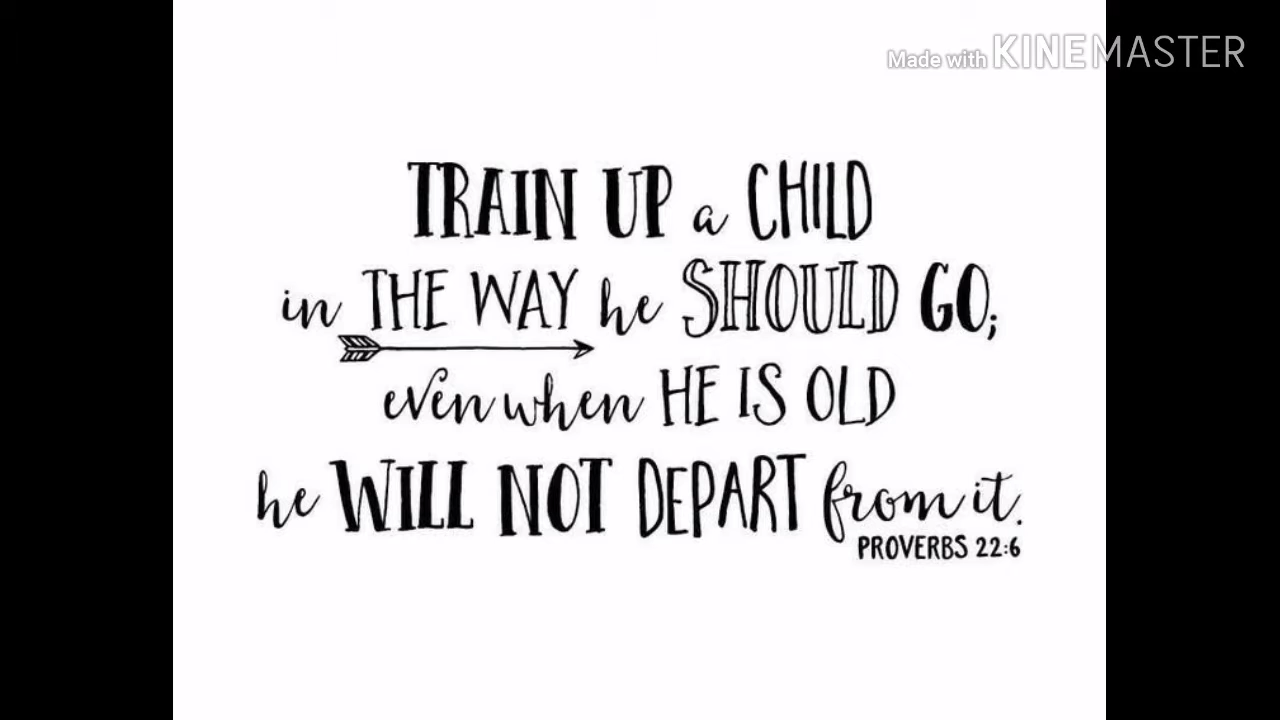 Made with KINEMASTER
TRAIN UP a CHILD
in THE WAY he SHOULD GO;
even when HE IS OLD
he WILL NOT DEPART from it.
PROVERBS 22:6